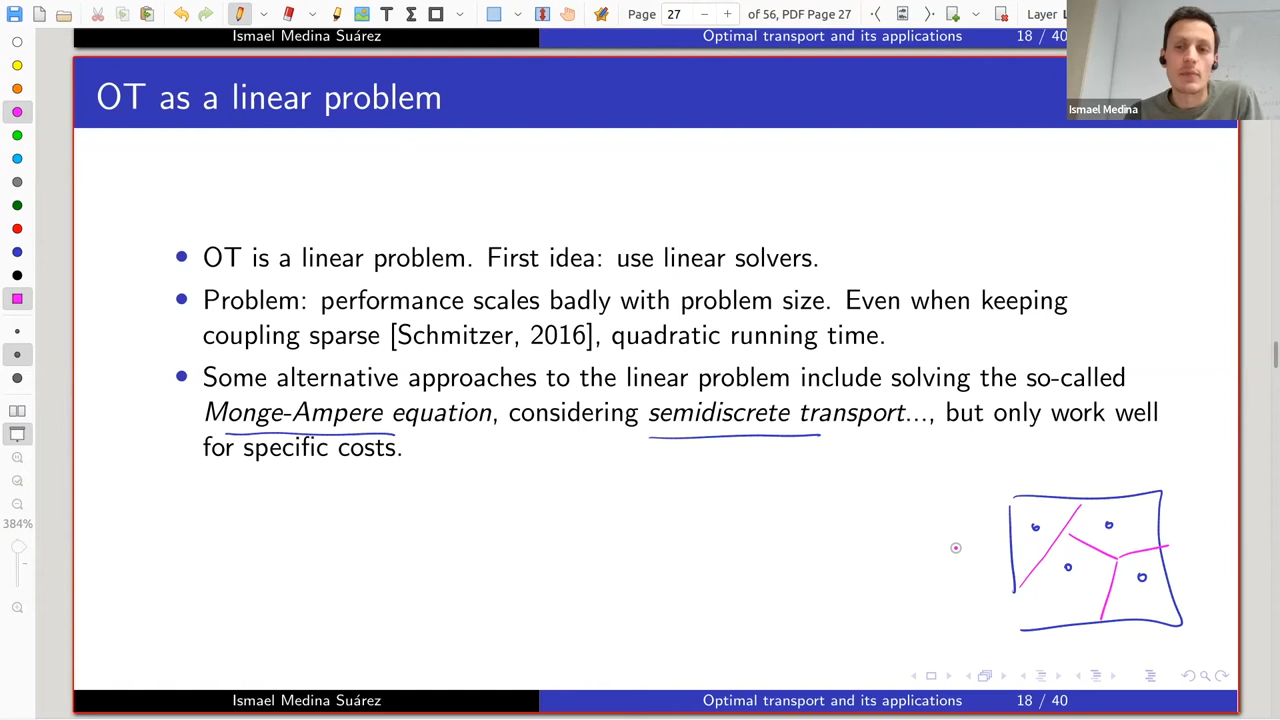 Page 27 of 56, PDF Page 27 Layer
Ismael Medina Suárez Optimal transport and its applications 18 / 40
OT as a linear problem
Ismael Medina
• OT is a linear problem. First idea: use linear solvers.
• Problem: performance scales badly with problem size. Even when keeping
coupling sparse [Schmitzer, 2016], quadratic running time.
• Some alternative approaches to the linear problem include solving the so-called
Monge-Ampere equation, considering semidiscrete transport..., but only work well
for specific costs.
384%
Ismael Medina Suárez Optimal transport and its applications 18 / 40